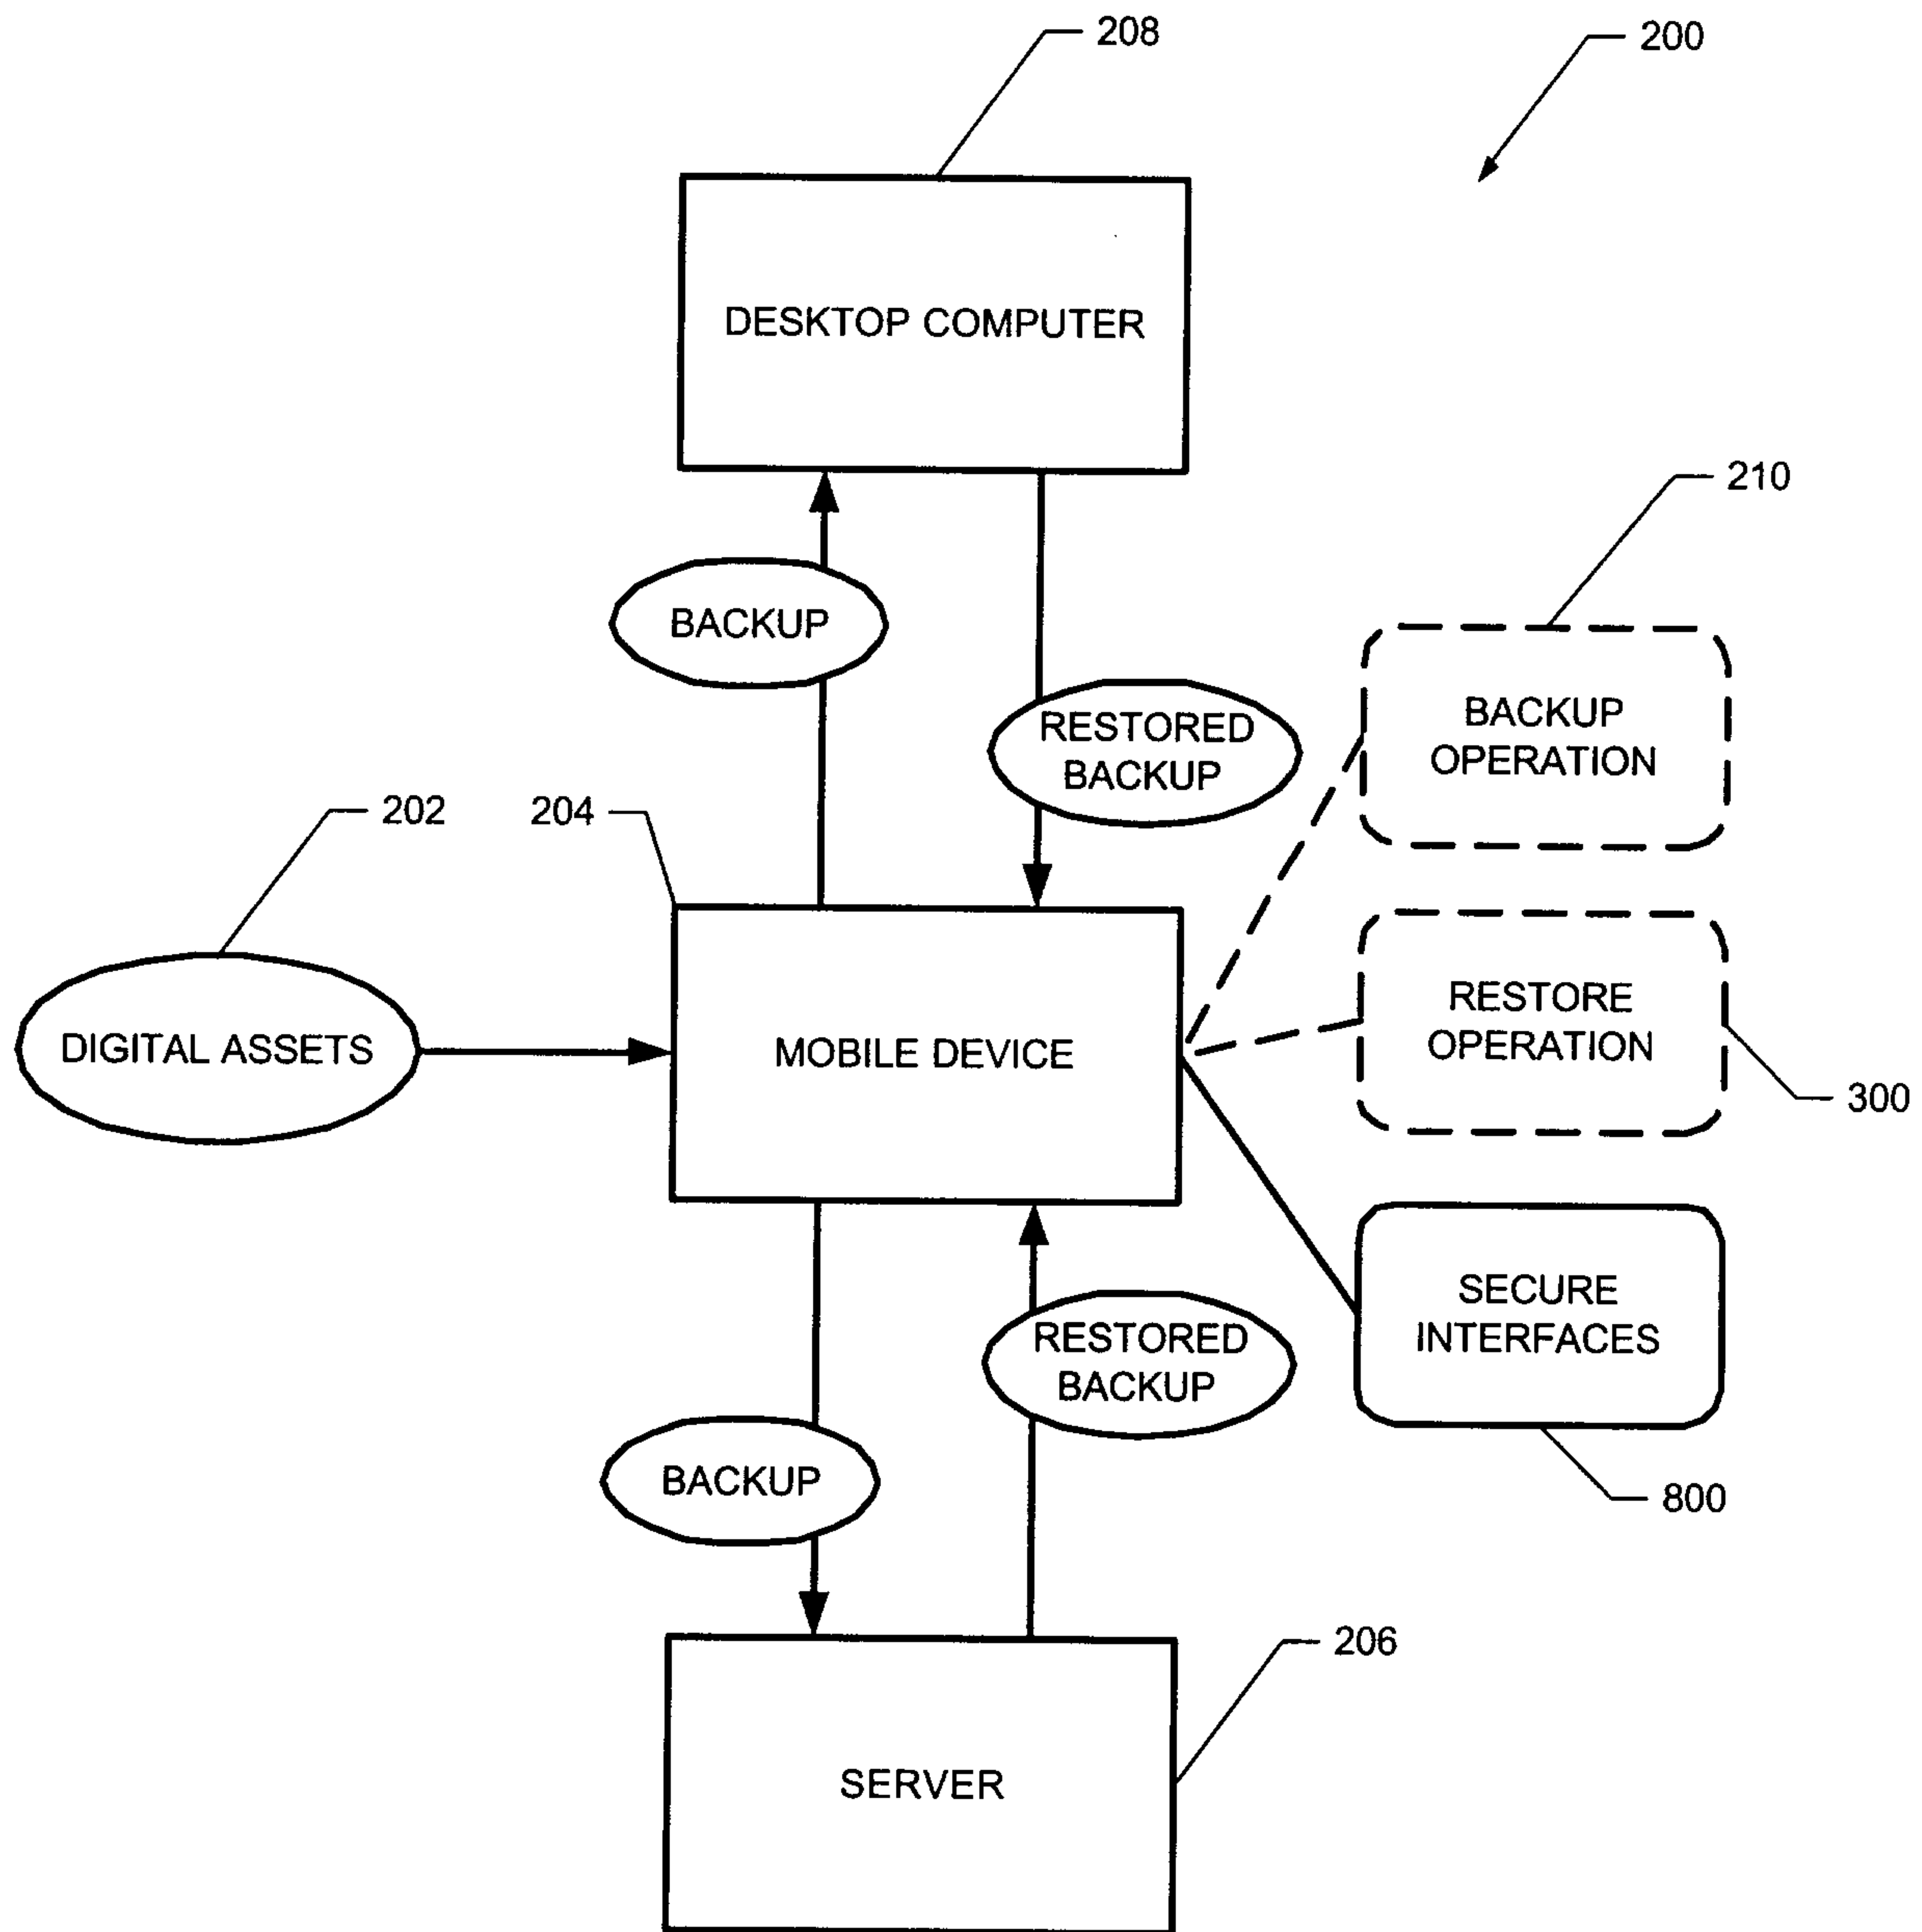 208
200
DESKTOP COMPUTER
210
BACKUP
BACKUP
OPERATION
RESTORED
BACKUP
202
204
DIGITAL ASSETS
MOBILE DEVICE
RESTORE
OPERATION
300
SECURE
INTERFACES
RESTORED
BACKUP
BACKUP
800
206
SERVER